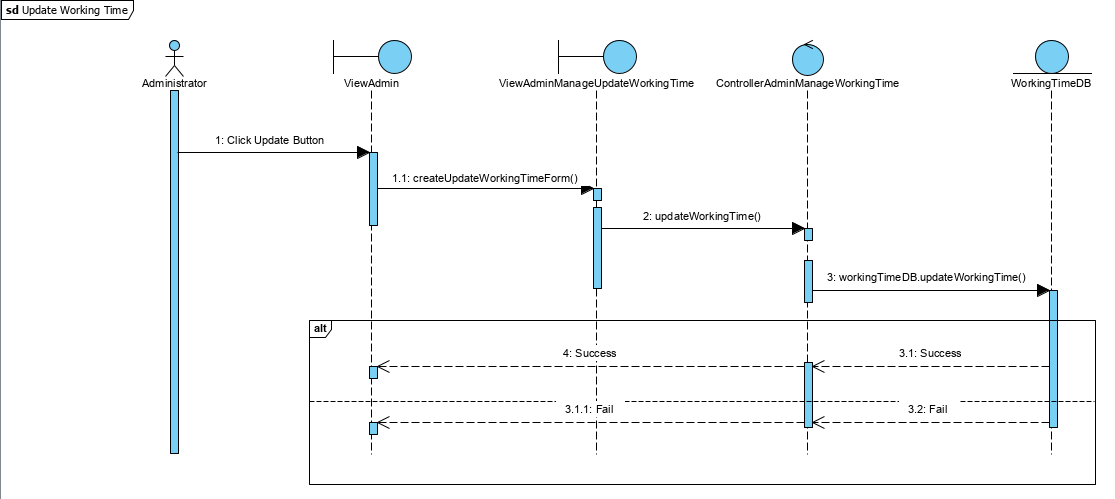 sd Update Working Time
Administrator
ViewAdmin
ViewAdminManageUpdateWorkingTime
ControllerAdminManageWorkingTime
WorkingTimeDB
1: Click Update Button
1.1: createUpdateWorkingTimeForm()
2: updateWorkingTime()
3: workingTimeDB.updateWorkingTime()
alt
4: Success
3.1: Success
3.1.1: Fail
3.2: Fail